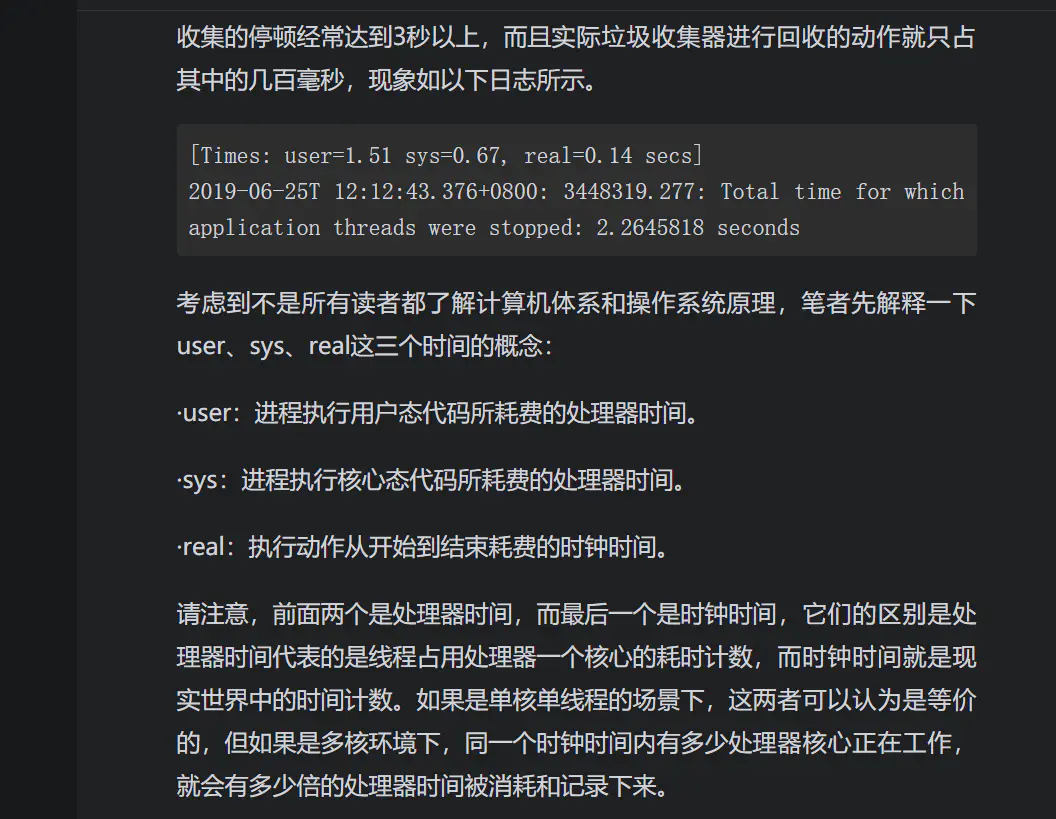 收集的停顿经常达到3秒以上，而且实际垃圾收集器进行回收的动作就只占
其中的几百毫秒，现象如以下日志所示。
[Times: user=1.51 sys=0.67, real=0.14 secs]
2019-06-25T 12:12:43.376+0800: 3448319.277: Total time for which
application threads were stopped: 2.2645818 seconds
考虑到不是所有读者都了解计算机体系和操作系统原理，笔者先解释一下
user、sys、real这三个时间的概念：
·user：进程执行用户态代码所耗费的处理器时间。
·sys：进程执行核心态代码所耗费的处理器时间。
·real：执行动作从开始到结束耗费的时钟时间。
请注意，前面两个是处理器时间，而最后一个是时钟时间，它们的区别是处
理器时间代表的是线程占用处理器一个核心的耗时计数，而时钟时间就是现
实世界中的时间计数。如果是单核单线程的场景下，这两者可以认为是等价
的，但如果是多核环境下，同一个时钟时间内有多少处理器核心正在工作，
就会有多少倍的处理器时间被消耗和记录下来。